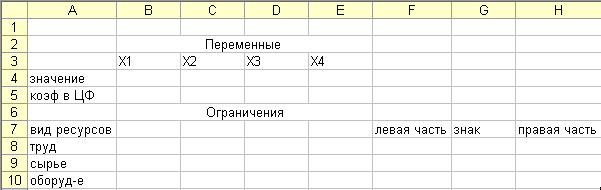 A B C D E F G H
1
2 Переменные
3 X1 X2 X3 X4
4 значение
5 коэф в ЦФ
6 Ограничения
7 вид ресурсов левая часть знак правая часть
8 труд
9 сырье
10 оборуд-е